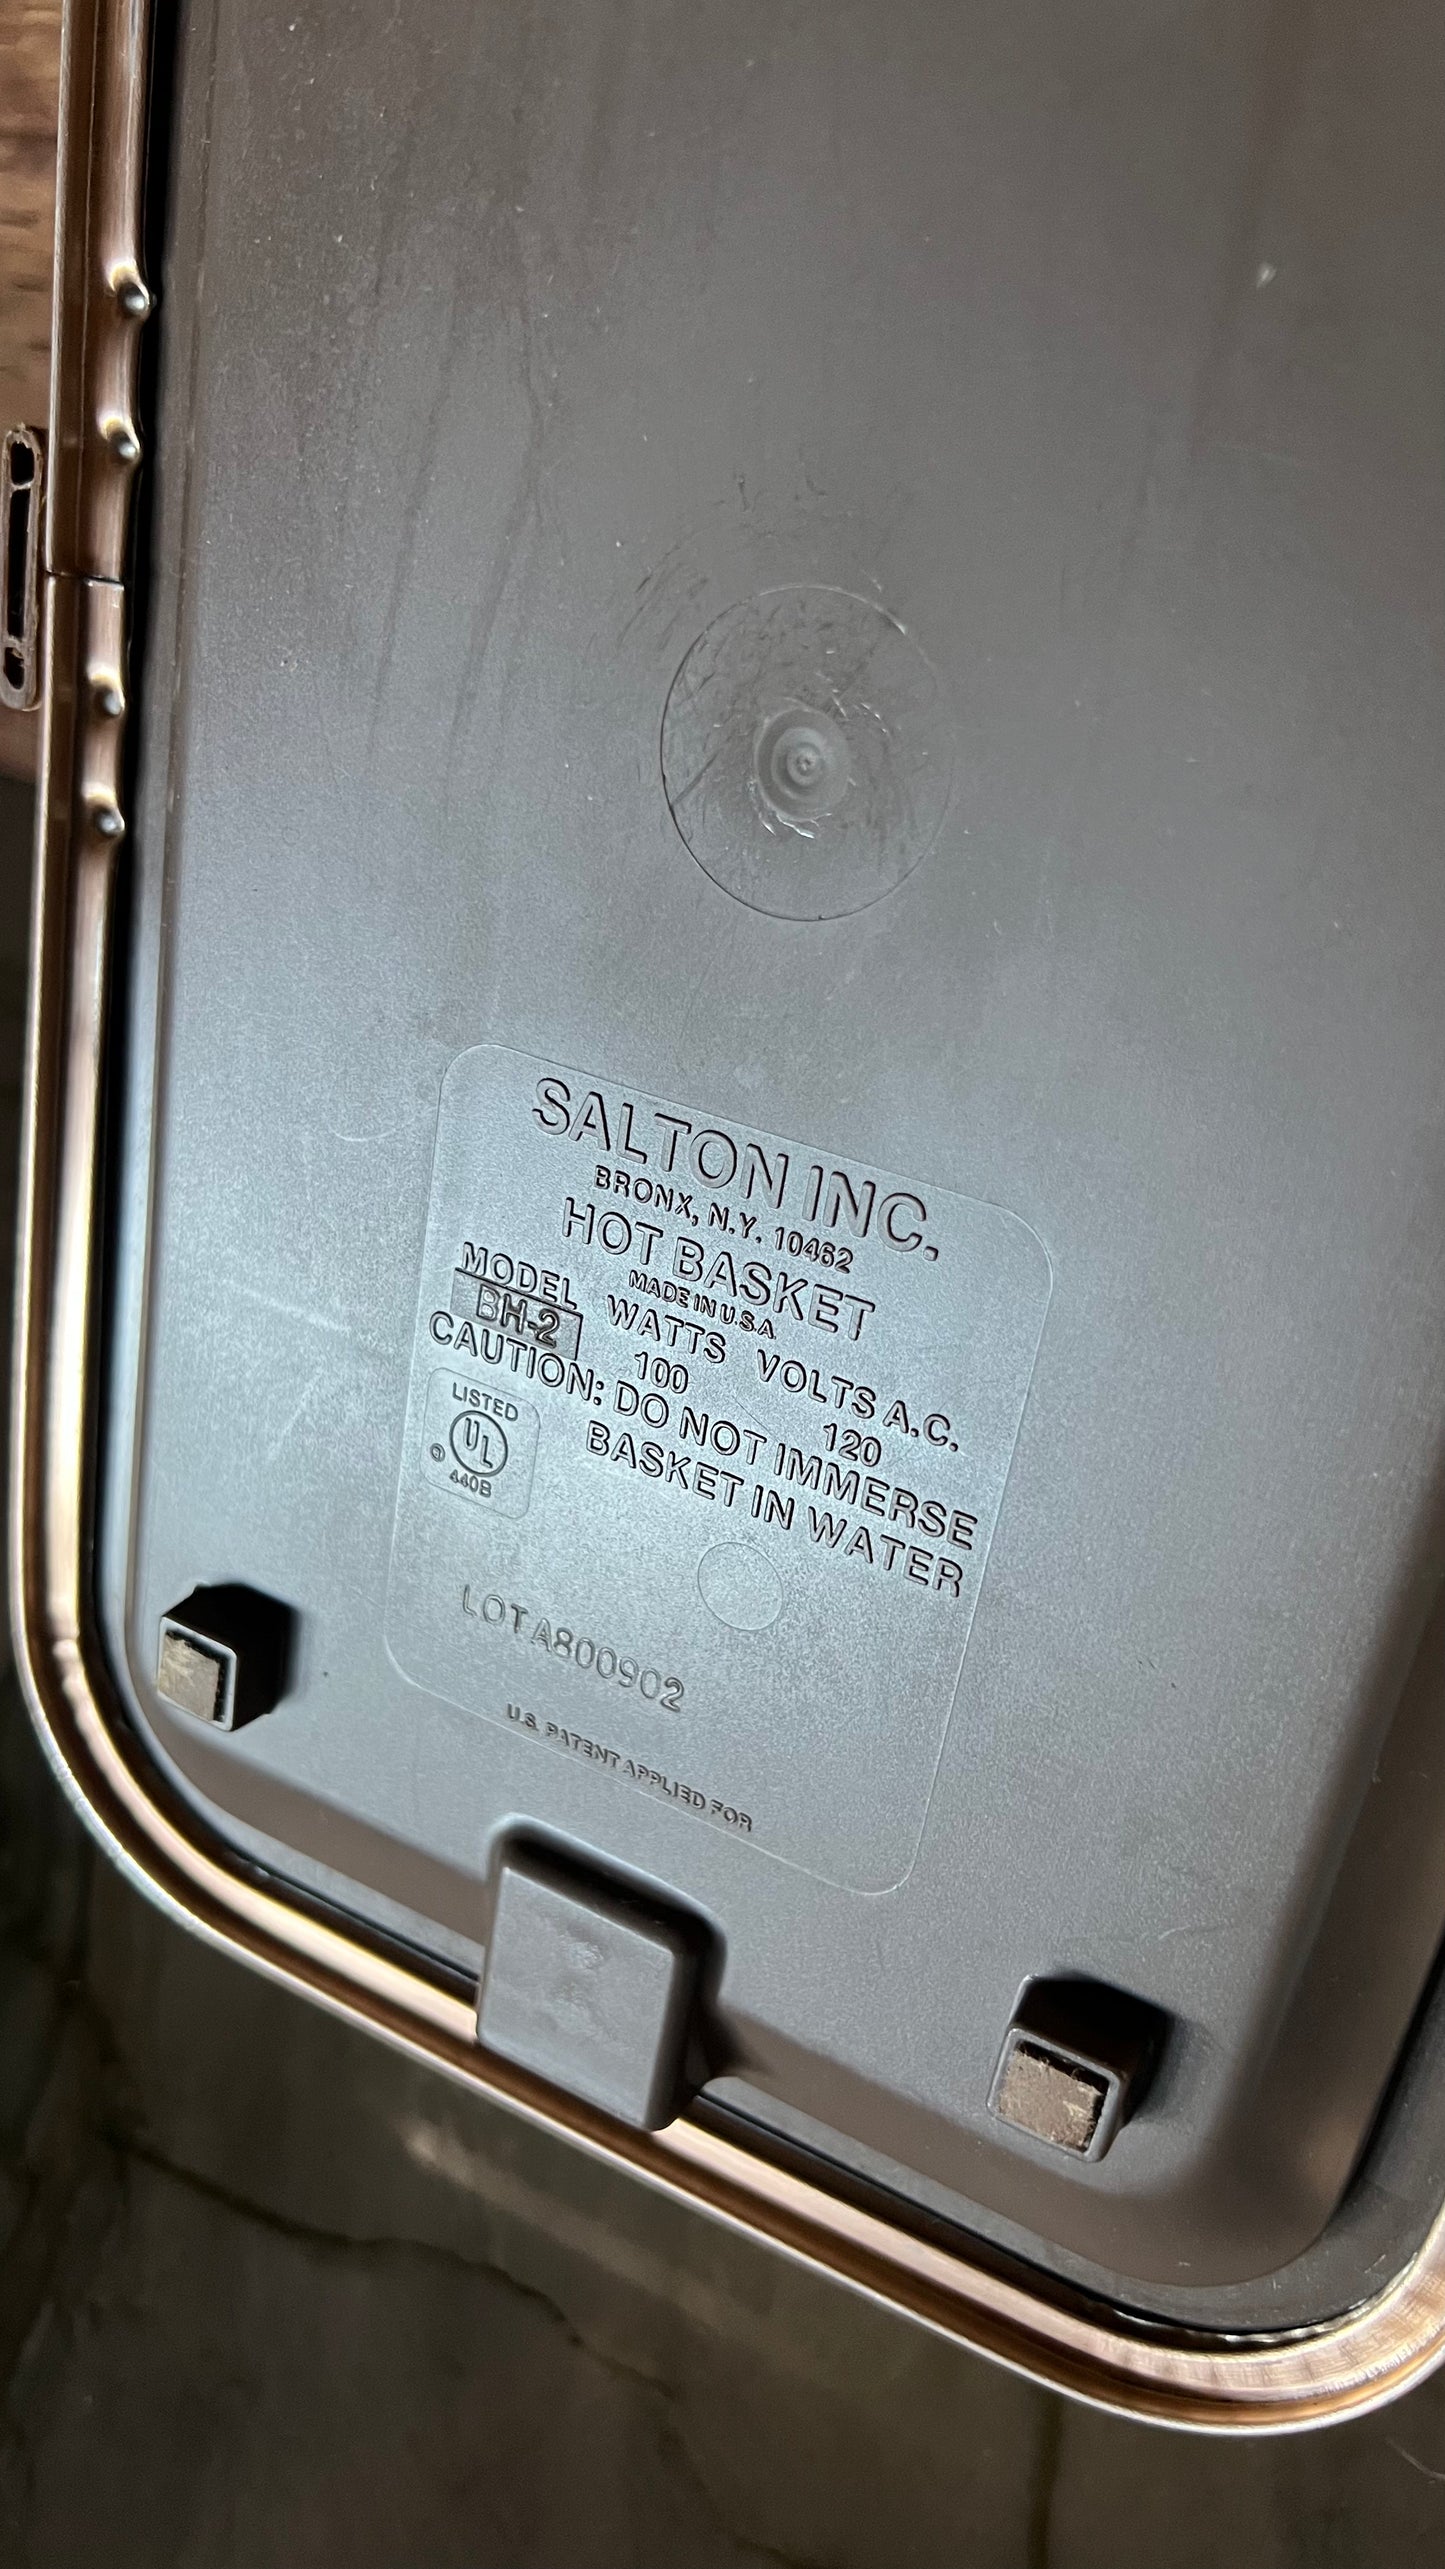 SALTON INC.
BRONX, N.Y. 10462
HOT BASKET
MADE IN U.S.A.
MODEL WATTS VOLTS A.C.
BH-2 100 120
CAUTION: DO NOT IMMERSE
BASKET IN WATER
LISTED
UL
440B
LOT A800902
U.S. PATENT APPLIED FOR